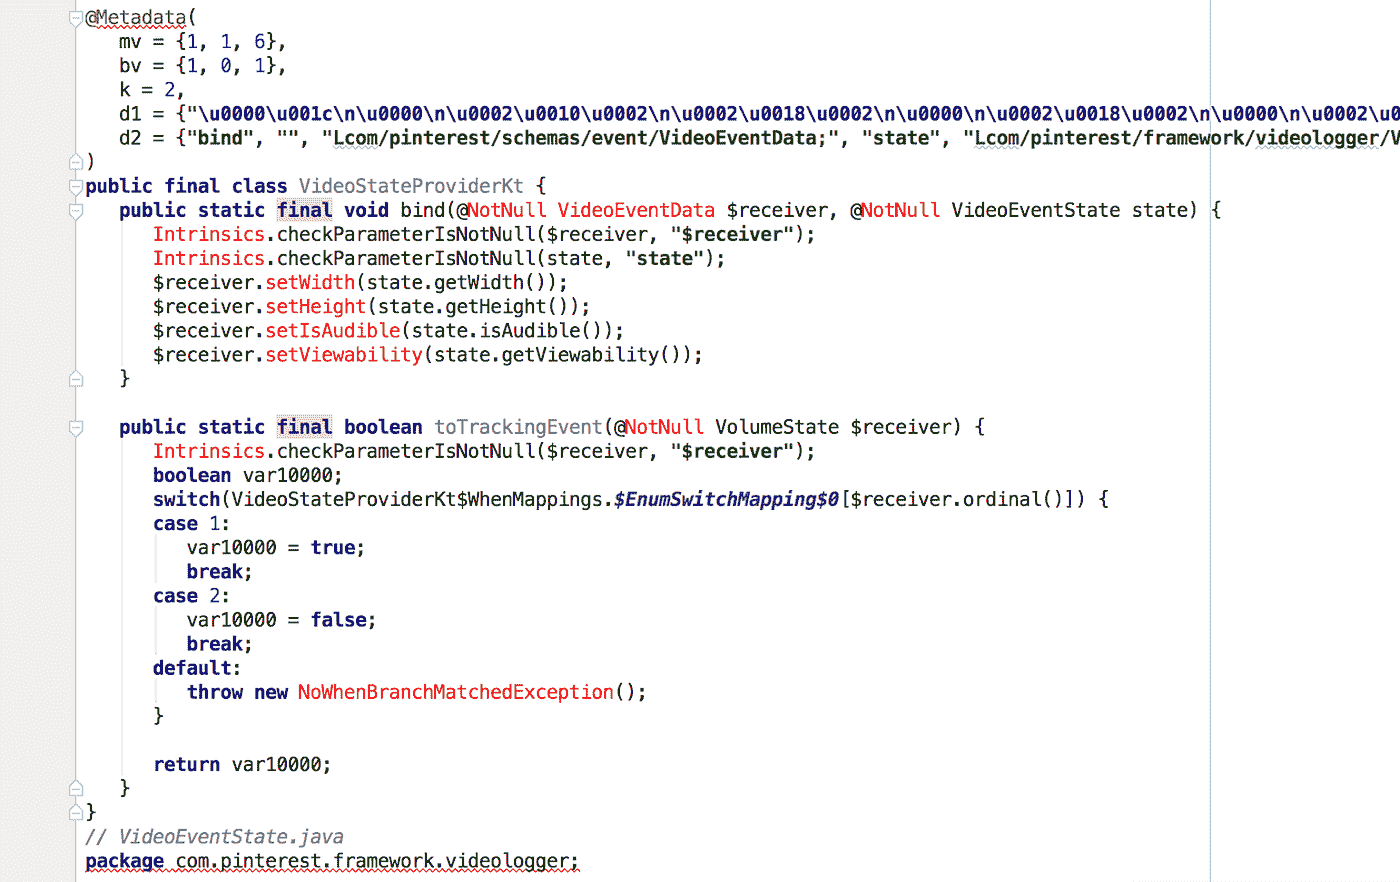 @Metadata(
   mv = {1, 1, 6},
   bv = {1, 0, 1},
   k = 2,
   d1 = {"\u0000\u001c\n\u0000\n\u0002\u0010\u0002\n\u0002\u0018\u0002\n\u0000\n\u0002\u0018\u0002\n\u0000\n\u0002\u0
   d2 = {"bind", "", "Lcom/pinterest/schemas/event/VideoEventData;", "state", "Lcom/pinterest/framework/videologger/V
)
public final class VideoStateProviderKt {
   public static final void bind(@NotNull VideoEventData $receiver, @NotNull VideoEventState state) {
      Intrinsics.checkParameterIsNotNull($receiver, "$receiver");
      Intrinsics.checkParameterIsNotNull(state, "state");
      $receiver.setWidth(state.getWidth());
      $receiver.setHeight(state.getHeight());
      $receiver.setIsAudible(state.isAudible());
      $receiver.setViewability(state.getViewability());
   }
   public static final boolean toTrackingEvent(@NotNull VolumeState $receiver) {
      Intrinsics.checkParameterIsNotNull($receiver, "$receiver");
      boolean var10000;
      switch(VideoStateProviderKt$WhenMappings.$EnumSwitchMapping$0[$receiver.ordinal()]) {
      case 1:
         var10000 = true;
         break;
      case 2:
         var10000 = false;
         break;
      default:
         throw new NoWhenBranchMatchedException();
      }
      return var10000;
   }
}
// VideoEventState.java
package com.pinterest.framework.videologger;